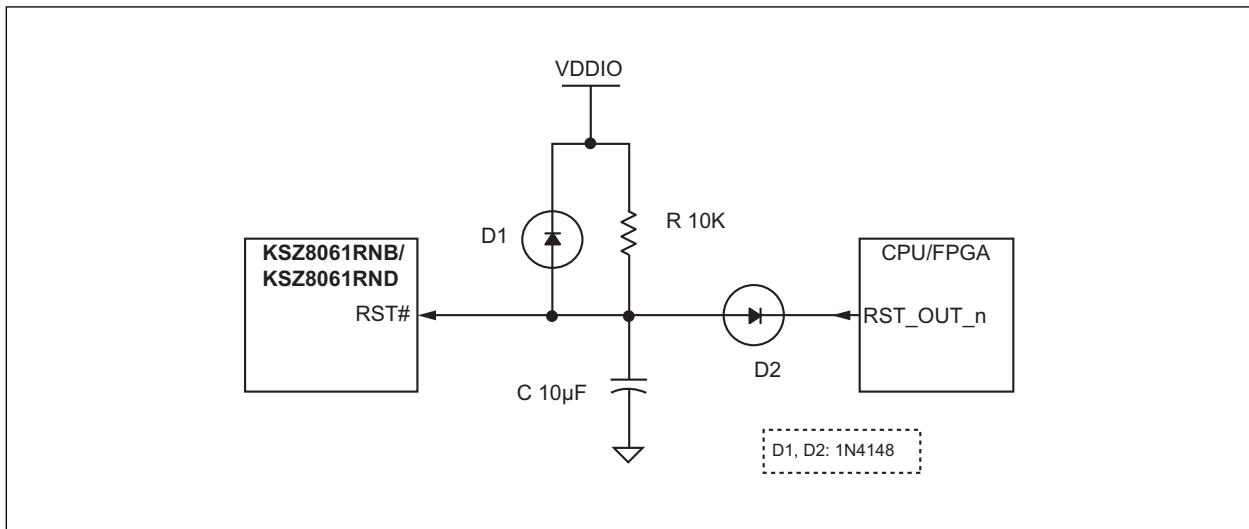 VDDIO
D1
R 10K
KSZ8061RNB/
KSZ8061RND
RST#
CPU/FPGA
RST_OUT_n
D2
C 10µF
D1, D2: 1N4148